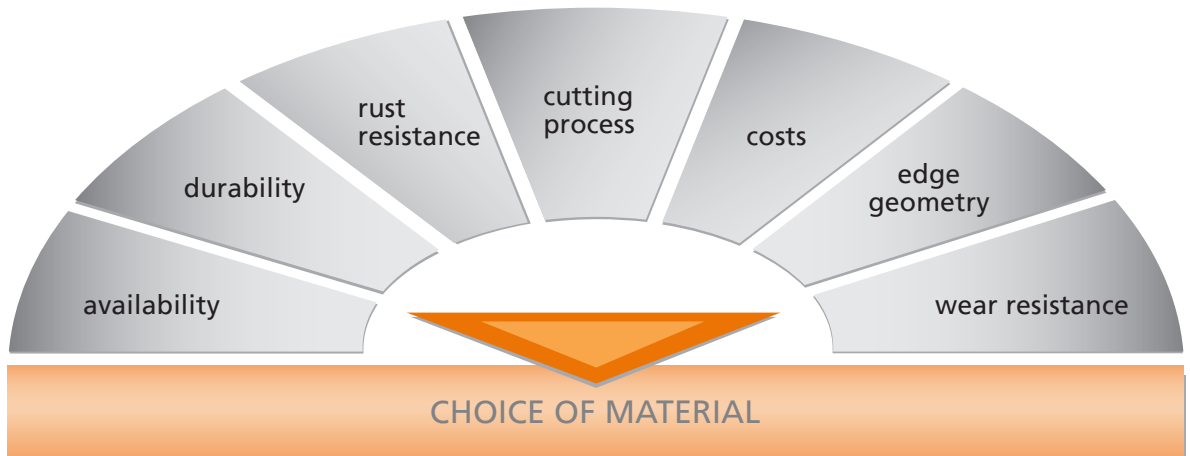 availability
durability
rust
resistance
cutting
process
costs
edge
geometry
wear resistance
CHOICE OF MATERIAL